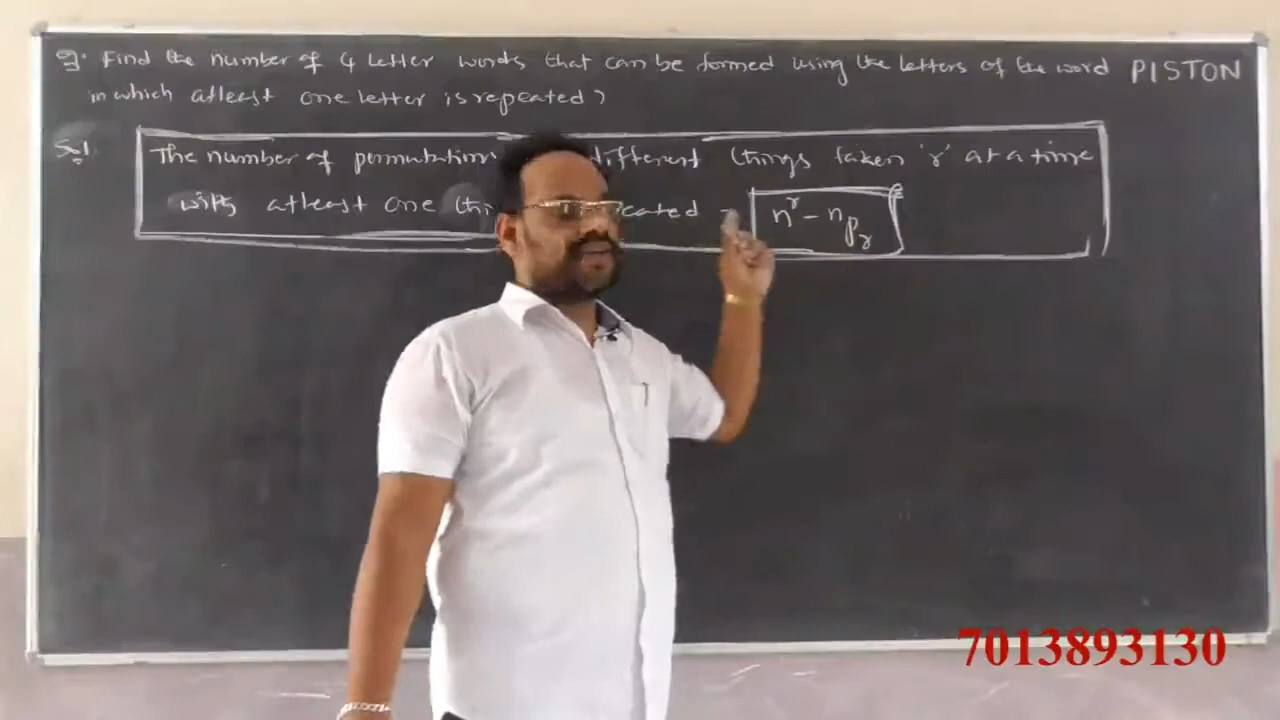 Q. Find the number of 4 letter words that can be formed using the letters of the word PISTON
in which atleast one letter is repeated?
Sol.
The number of permutations different things taken 'r' at a time
with atleast one = n^r - nPr
7013893130